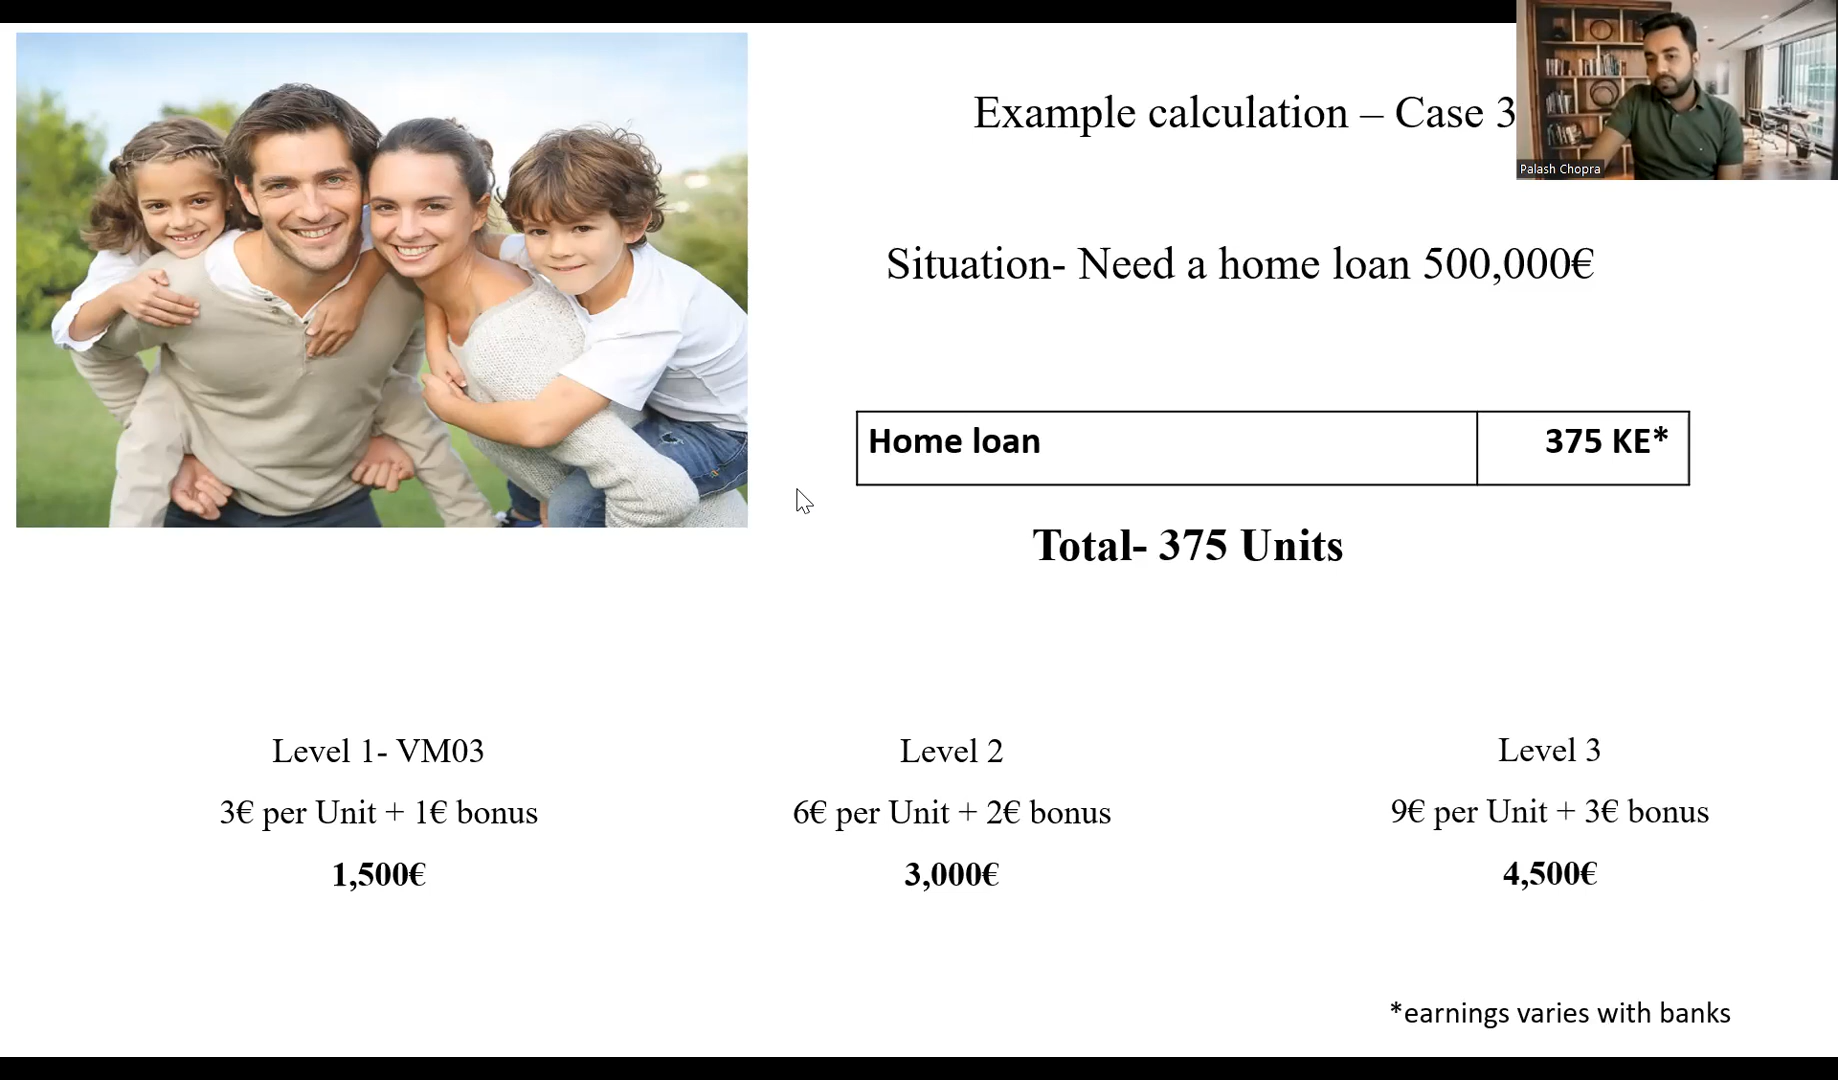 Example calculation – Case 3
Palash Chopra
Situation- Need a home loan 500,000€
Home loan 375 KE*
Total- 375 Units
Level 1- VM03
3€ per Unit + 1€ bonus
1,500€
Level 2
6€ per Unit + 2€ bonus
3,000€
Level 3
9€ per Unit + 3€ bonus
4,500€
*earnings varies with banks